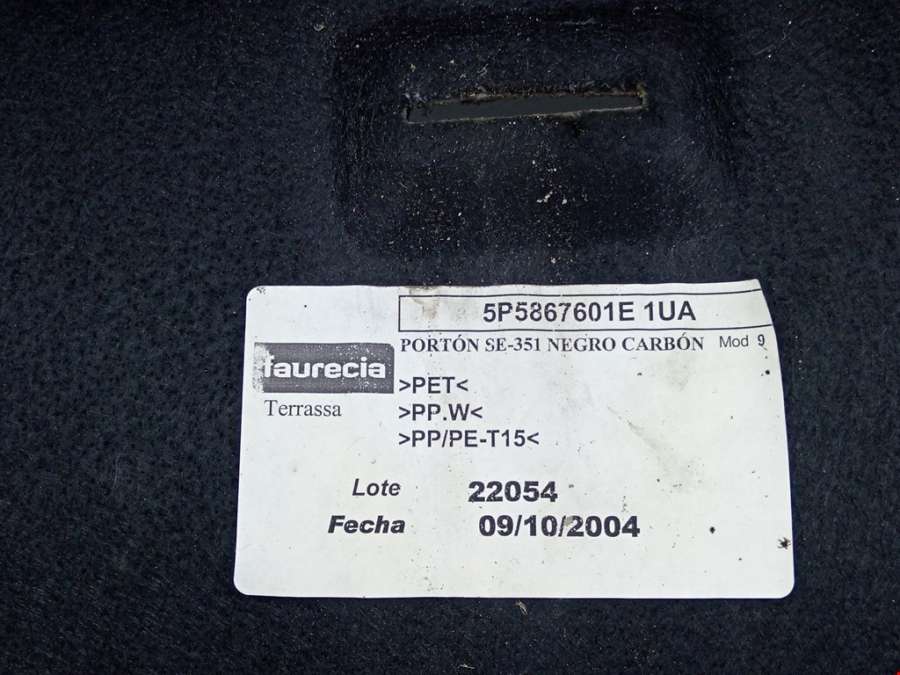 5P5867601E 1UA
PORTÓN SE-351 NEGRO CARBÓN Mod 9
faurecia
>PET<
Terrassa
>PP.W<
>PP/PE-T15<
Lote 22054
Fecha 09/10/2004